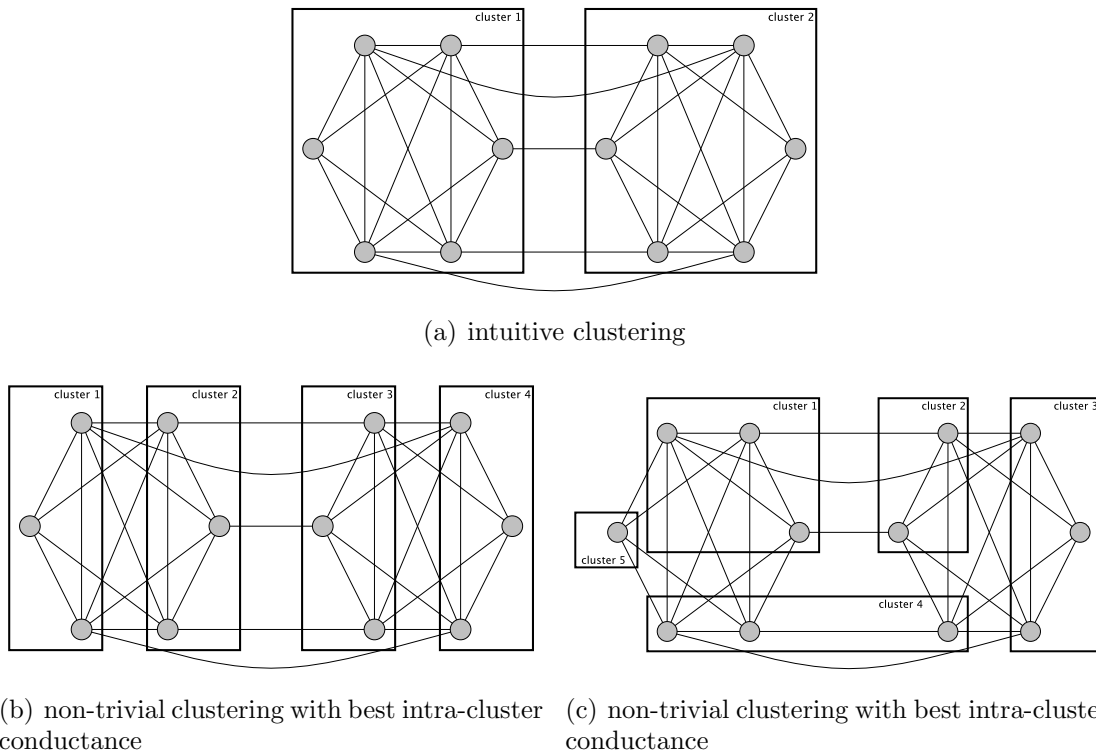 cluster 1
cluster 2
(a) intuitive clustering
cluster 1
cluster 2
cluster 3
cluster 4
cluster 1
cluster 2
cluster 3
cluster 5
cluster 4
(b) non-trivial clustering with best intra-cluster
conductance
(c) non-trivial clustering with best intra-cluste
conductance